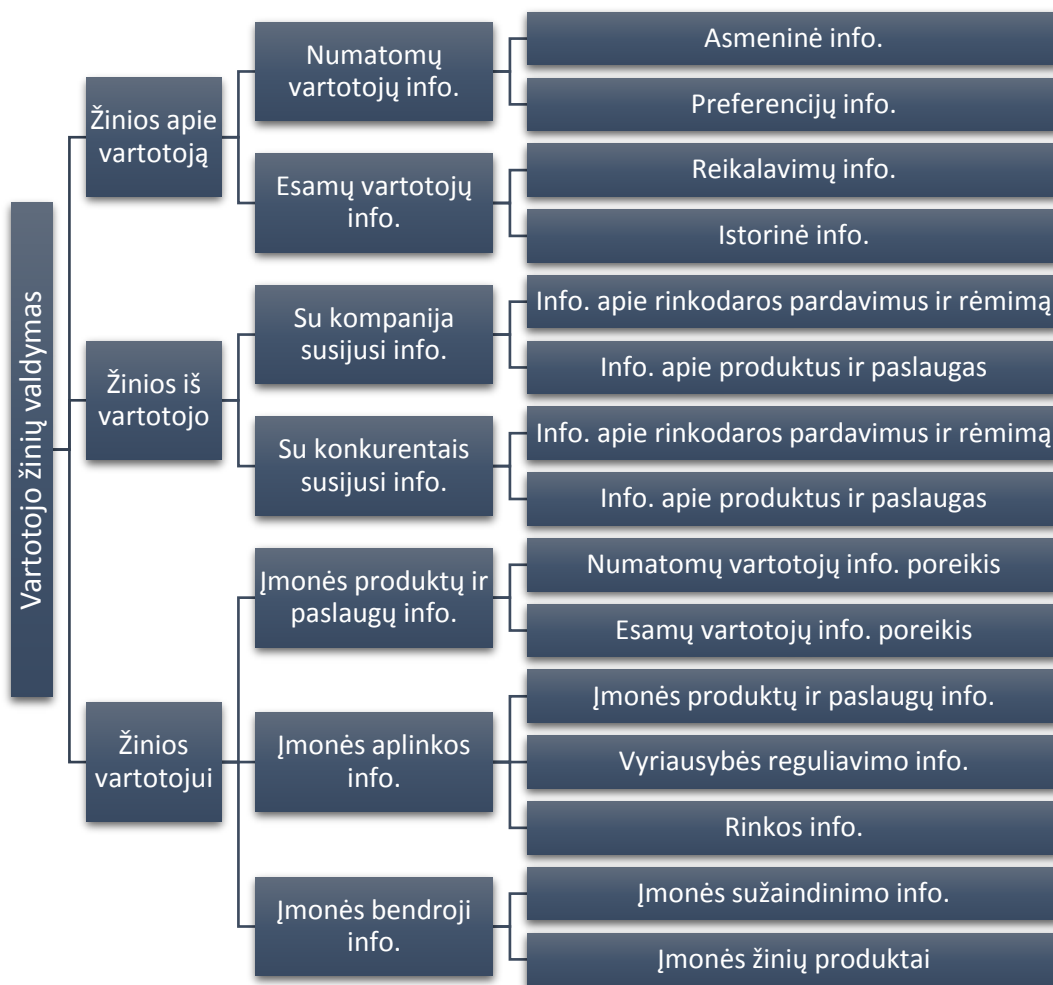 Vartotojo žinių valdymas
Žinios apie
vartotoją
Numatomų
vartotojų info.
Asmeninė info.
Preferencijų info.
Esamų vartotojų
info.
Reikalavimų info.
Istorinė info.
Žinios iš
vartotojo
Su kompanija
susijusi info.
Info. apie rinkodaros pardavimus ir rėmimą
Info. apie produktus ir paslaugas
Su konkurentais
susijusi info.
Info. apie rinkodaros pardavimus ir rėmimą
Info. apie produktus ir paslaugas
Žinios
vartotojui
Įmonės produktų ir
paslaugų info.
Numatomų vartotojų info. poreikis
Esamų vartotojų info. poreikis
Įmonės aplinkos
info.
Įmonės produktų ir paslaugų info.
Vyriausybės reguliavimo info.
Rinkos info.
Įmonės bendroji
info.
Įmonės sužaindinimo info.
Įmonės žinių produktai